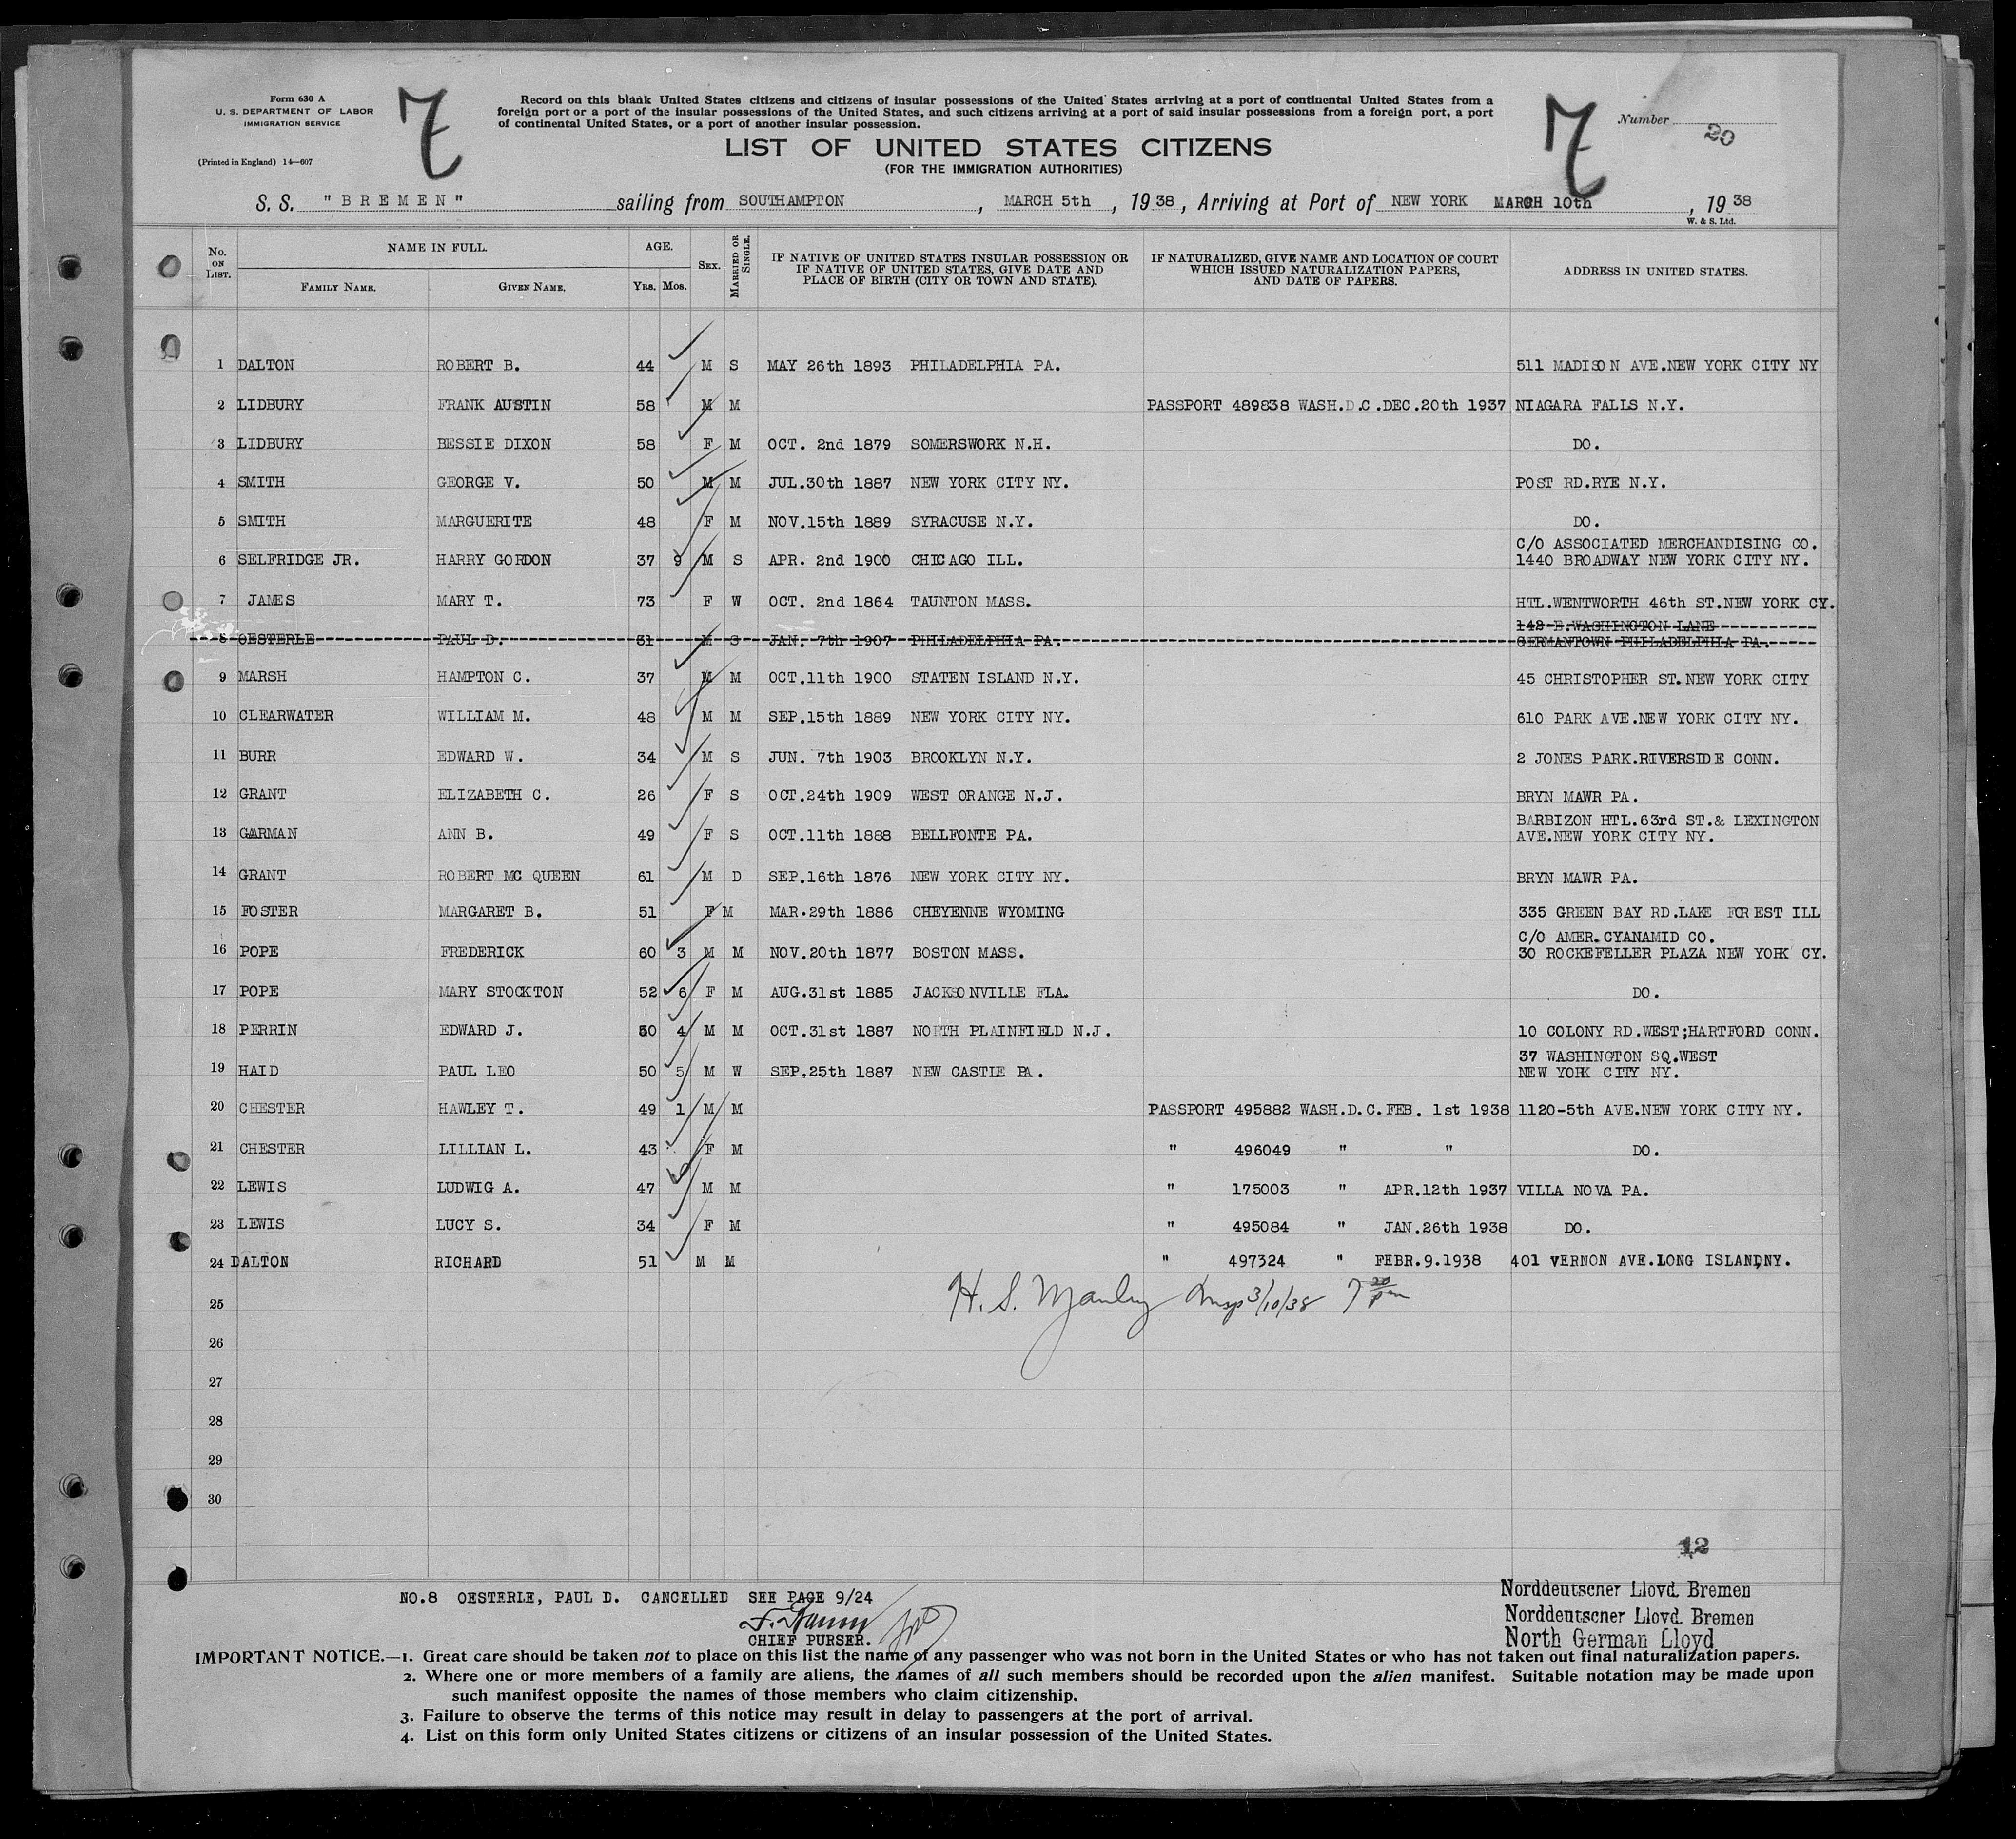 Form 630 A
U. S. DEPARTMENT OF LABOR
IMMIGRATION SERVICE
(Printed in England) 14—607
7
Record on this blank United States citizens and citizens of insular possessions of the United States arriving at a port of continental United States from a
foreign port or a port of the insular possessions of the United States, and such citizens arriving at a port of said insular possessions from a foreign port, a port
of continental United States, or a port of another insular possession.
7
Number 20
LIST OF UNITED STATES CITIZENS
(FOR THE IMMIGRATION AUTHORITIES)
S. S. "BREMEN" sailing from SOUTHAMPTON, MARCH 5th, 1938, Arriving at Port of NEW YORK MARCH 10th, 1938
W. & S. Ltd.
No. ON LIST. NAME IN FULL. FAMILY NAME. GIVEN NAME. AGE. YRS. MOS. SEX. MARRIED OR SINGLE. IF NATIVE OF UNITED STATES INSULAR POSSESSION OR IF NATIVE OF UNITED STATES, GIVE DATE AND PLACE OF BIRTH (CITY OR TOWN AND STATE). IF NATURALIZED, GIVE NAME AND LOCATION OF COURT WHICH ISSUED NATURALIZATION PAPERS, AND DATE OF PAPERS. ADDRESS IN UNITED STATES.
1 DALTON ROBERT B. 44 M S MAY 26th 1893 PHILADELPHIA PA. 511 MADISON AVE.NEW YORK CITY NY
2 LIDBURY FRANK AUSTIN 58 M M PASSPORT 489838 WASH.D.C.DEC.20th 1937 NIAGARA FALLS N.Y.
3 LIDBURY BESSIE DIXON 58 F M OCT. 2nd 1879 SOMERSWORK N.H. DO.
4 SMITH GEORGE V. 50 M M JUL.30th 1887 NEW YORK CITY NY. POST RD.RYE N.Y.
5 SMITH MARGUERITE 48 F M NOV.15th 1889 SYRACUSE N.Y. DO.
C/O ASSOCIATED MERCHANDISING CO.
6 SELFRIDGE JR. HARRY GORDON 37 9 M S APR. 2nd 1900 CHICAGO ILL. 1440 BROADWAY NEW YORK CITY NY.
7 JAMES MARY T. 73 F W OCT. 2nd 1864 TAUNTON MASS. HTL.WENTWORTH 46th ST.NEW YORK CY.
142 E.WASHINGTON LANE
8 OESTERLE PAUL D. 31 M S JAN. 7th 1907 PHILADELPHIA PA. GERMANTOWN PHILADELPHIA PA.
9 MARSH HAMPTON C. 37 M M OCT.11th 1900 STATEN ISLAND N.Y. 45 CHRISTOPHER ST.NEW YORK CITY
10 CLEARWATER WILLIAM M. 48 M M SEP.15th 1889 NEW YORK CITY NY. 610 PARK AVE.NEW YORK CITY NY.
11 BURR EDWARD W. 34 M S JUN. 7th 1903 BROOKLYN N.Y. 2 JONES PARK.RIVERSIDE CONN.
12 GRANT ELIZABETH C. 26 F S OCT.24th 1909 WEST ORANGE N.J. BRYN MAWR PA.
BARBIZON HTL.63rd ST.& LEXINGTON
13 GARMAN ANN B. 49 F S OCT.11th 1888 BELLFONTE PA. AVE.NEW YORK CITY NY.
14 GRANT ROBERT MC QUEEN 61 M D SEP.16th 1876 NEW YORK CITY NY. BRYN MAWR PA.
15 FOSTER MARGARET B. 51 F M MAR.29th 1886 CHEYENNE WYOMING 335 GREEN BAY RD.LAKE FOREST ILL
C/O AMER.CYANAMID CO.
16 POPE FREDERICK 60 3 M M NOV.20th 1877 BOSTON MASS. 30 ROCKEFELLER PLAZA NEW YORK CY.
17 POPE MARY STOCKTON 52 6 F M AUG.31st 1885 JACKSONVILLE FLA. DO.
18 PERRIN EDWARD J. 50 4 M M OCT.31st 1887 NORTH PLAINFIELD N.J. 10 COLONY RD.WEST;HARTFORD CONN.
37 WASHINGTON SQ.WEST
19 HAID PAUL LEO 50 5 M W SEP.25th 1887 NEW CASTLE PA. NEW YORK CITY NY.
20 CHESTER HAWLEY T. 49 1 M M PASSPORT 495882 WASH.D.C.FEB. 1st 1938 1120-5th AVE.NEW YORK CITY NY.
21 CHESTER LILLIAN L. 43 F M " 496049 " " DO.
22 LEWIS LUDWIG A. 47 M M " 175003 " APR.12th 1937 VILLA NOVA PA.
23 LEWIS LUCY S. 34 F M " 495084 " JAN.26th 1938 DO.
24 DALTON RICHARD 51 M M " 497324 " FEBR.9.1938 401 VERNON AVE.LONG ISLAND,NY.
25 H. S. Manley Insp 3/10/38 7 20/pm
26
27
28
29
30
12
NO.8 OESTERLE, PAUL D. CANCELLED SEE PAGE 9/24
CHIEF PURSER.
Norddeutscher Lloyd. Bremen
Norddeutscher Lloyd. Bremen
North German Lloyd
IMPORTANT NOTICE.—1. Great care should be taken not to place on this list the name of any passenger who was not born in the United States or who has not taken out final naturalization papers.
2. Where one or more members of a family are aliens, the names of all such members should be recorded upon the alien manifest. Suitable notation may be made upon
such manifest opposite the names of those members who claim citizenship.
3. Failure to observe the terms of this notice may result in delay to passengers at the port of arrival.
4. List on this form only United States citizens or citizens of an insular possession of the United States.